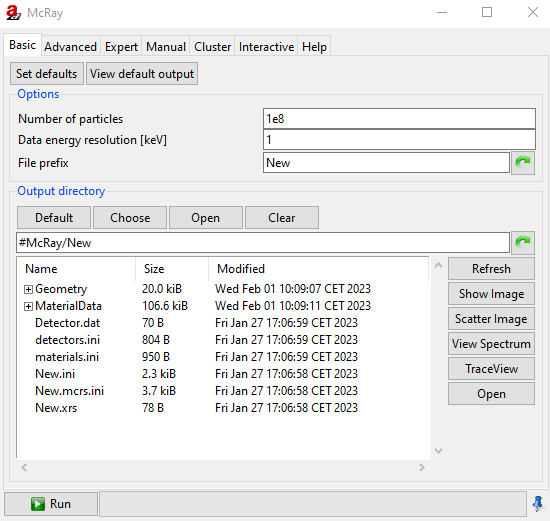 McRay
Basic Advanced Expert Manual Cluster Interactive Help
Set defaults View default output
Options
Number of particles 1e8
Data energy resolution [keV] 1
File prefix New
Output directory
Default Choose Open Clear
#McRay/New
Name Size Modified
Geometry 20.0 kiB Wed Feb 01 10:09:07 CET 2023
MaterialData 106.6 kiB Wed Feb 01 10:09:11 CET 2023
Detector.dat 70 B Fri Jan 27 17:06:59 CET 2023
detectors.ini 804 B Fri Jan 27 17:06:59 CET 2023
materials.ini 950 B Fri Jan 27 17:06:59 CET 2023
New.ini 2.3 kiB Fri Jan 27 17:06:58 CET 2023
New.mcrs.ini 3.7 kiB Fri Jan 27 17:06:58 CET 2023
New.xrs 78 B Fri Jan 27 17:06:58 CET 2023
Refresh
Show Image
Scatter Image
View Spectrum
TraceView
Open
Run